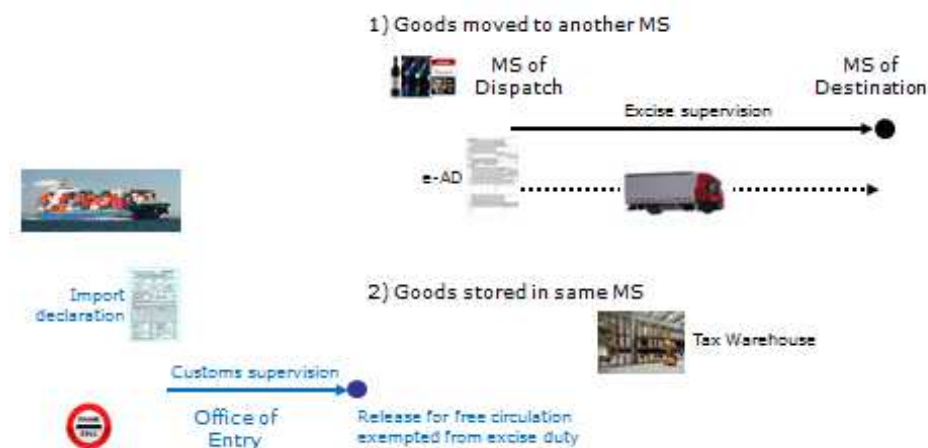 1) Goods moved to another MS
MS of
Dispatch
MS of
Destination
Excise supervision
e-AD
Import
declaration
2) Goods stored in same MS
Tax Warehouse
Customs supervision
Office of
Entry
Release for free circulation
exempted from excise duty